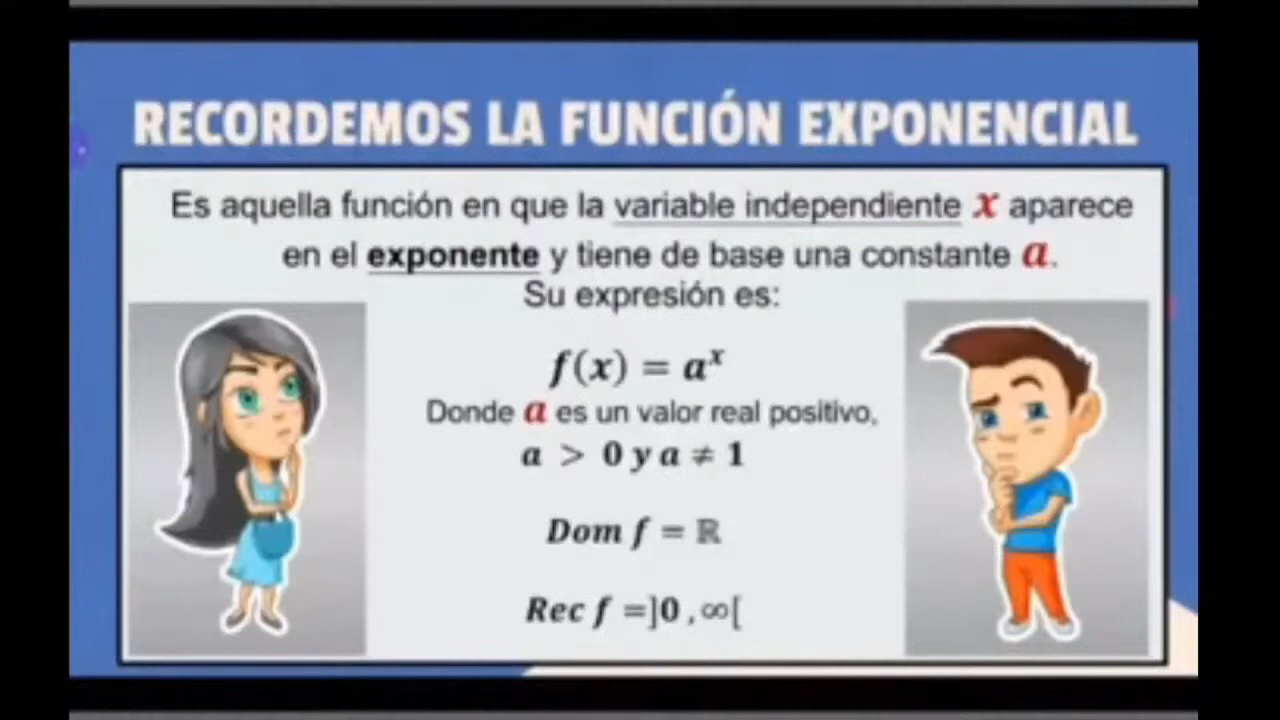 RECORDEMOS LA FUNCIÓN EXPONENCIAL
Es aquella función en que la variable independiente x aparece
en el exponente y tiene de base una constante a.
Su expresión es:
f(x) = aˣ
Donde a es un valor real positivo,
a > 0 y a ≠ 1
Dom f = ℝ
Rec f =]0 ,∞[